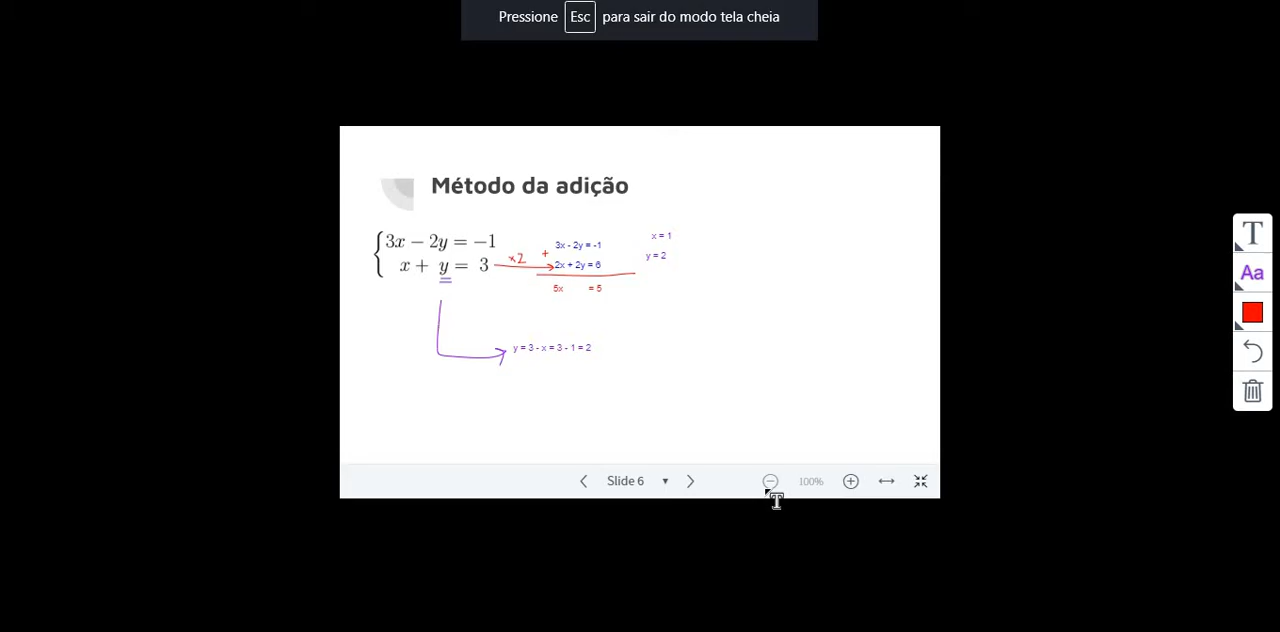 Pressione Esc para sair do modo tela cheia
Método da adição
3x − 2y = −1
x + y = 3
x2
+
3x - 2y = -1
2x + 2y = 6
5x = 5
x = 1
y = 2
y = 3 - x = 3 - 1 = 2
Slide 6
100%
T
Aa